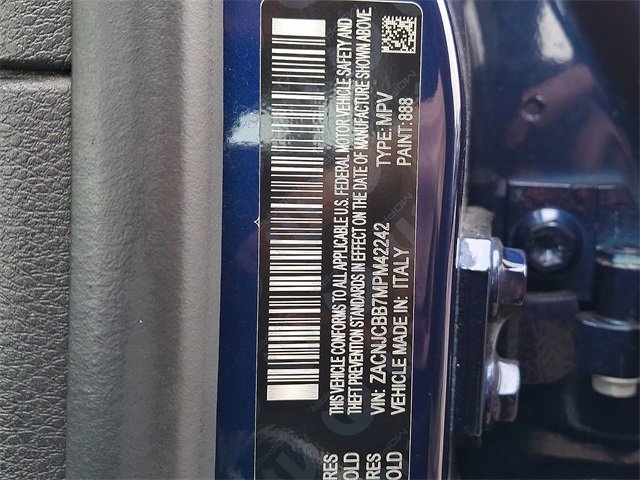 THIS VEHICLE CONFORMS TO ALL APPLICABLE U.S. FEDERAL MOTOR VEHICLE SAFETY AND
THEFT PREVENTION STANDARDS IN EFFECT ON THE DATE OF MANUFACTURE SHOWN ABOVE.
VIN: ZACNJCBB7MPM42242 TYPE: MPV
VEHICLE MADE IN: ITALY PAINT: 888
RES
OLD
RES
OLD